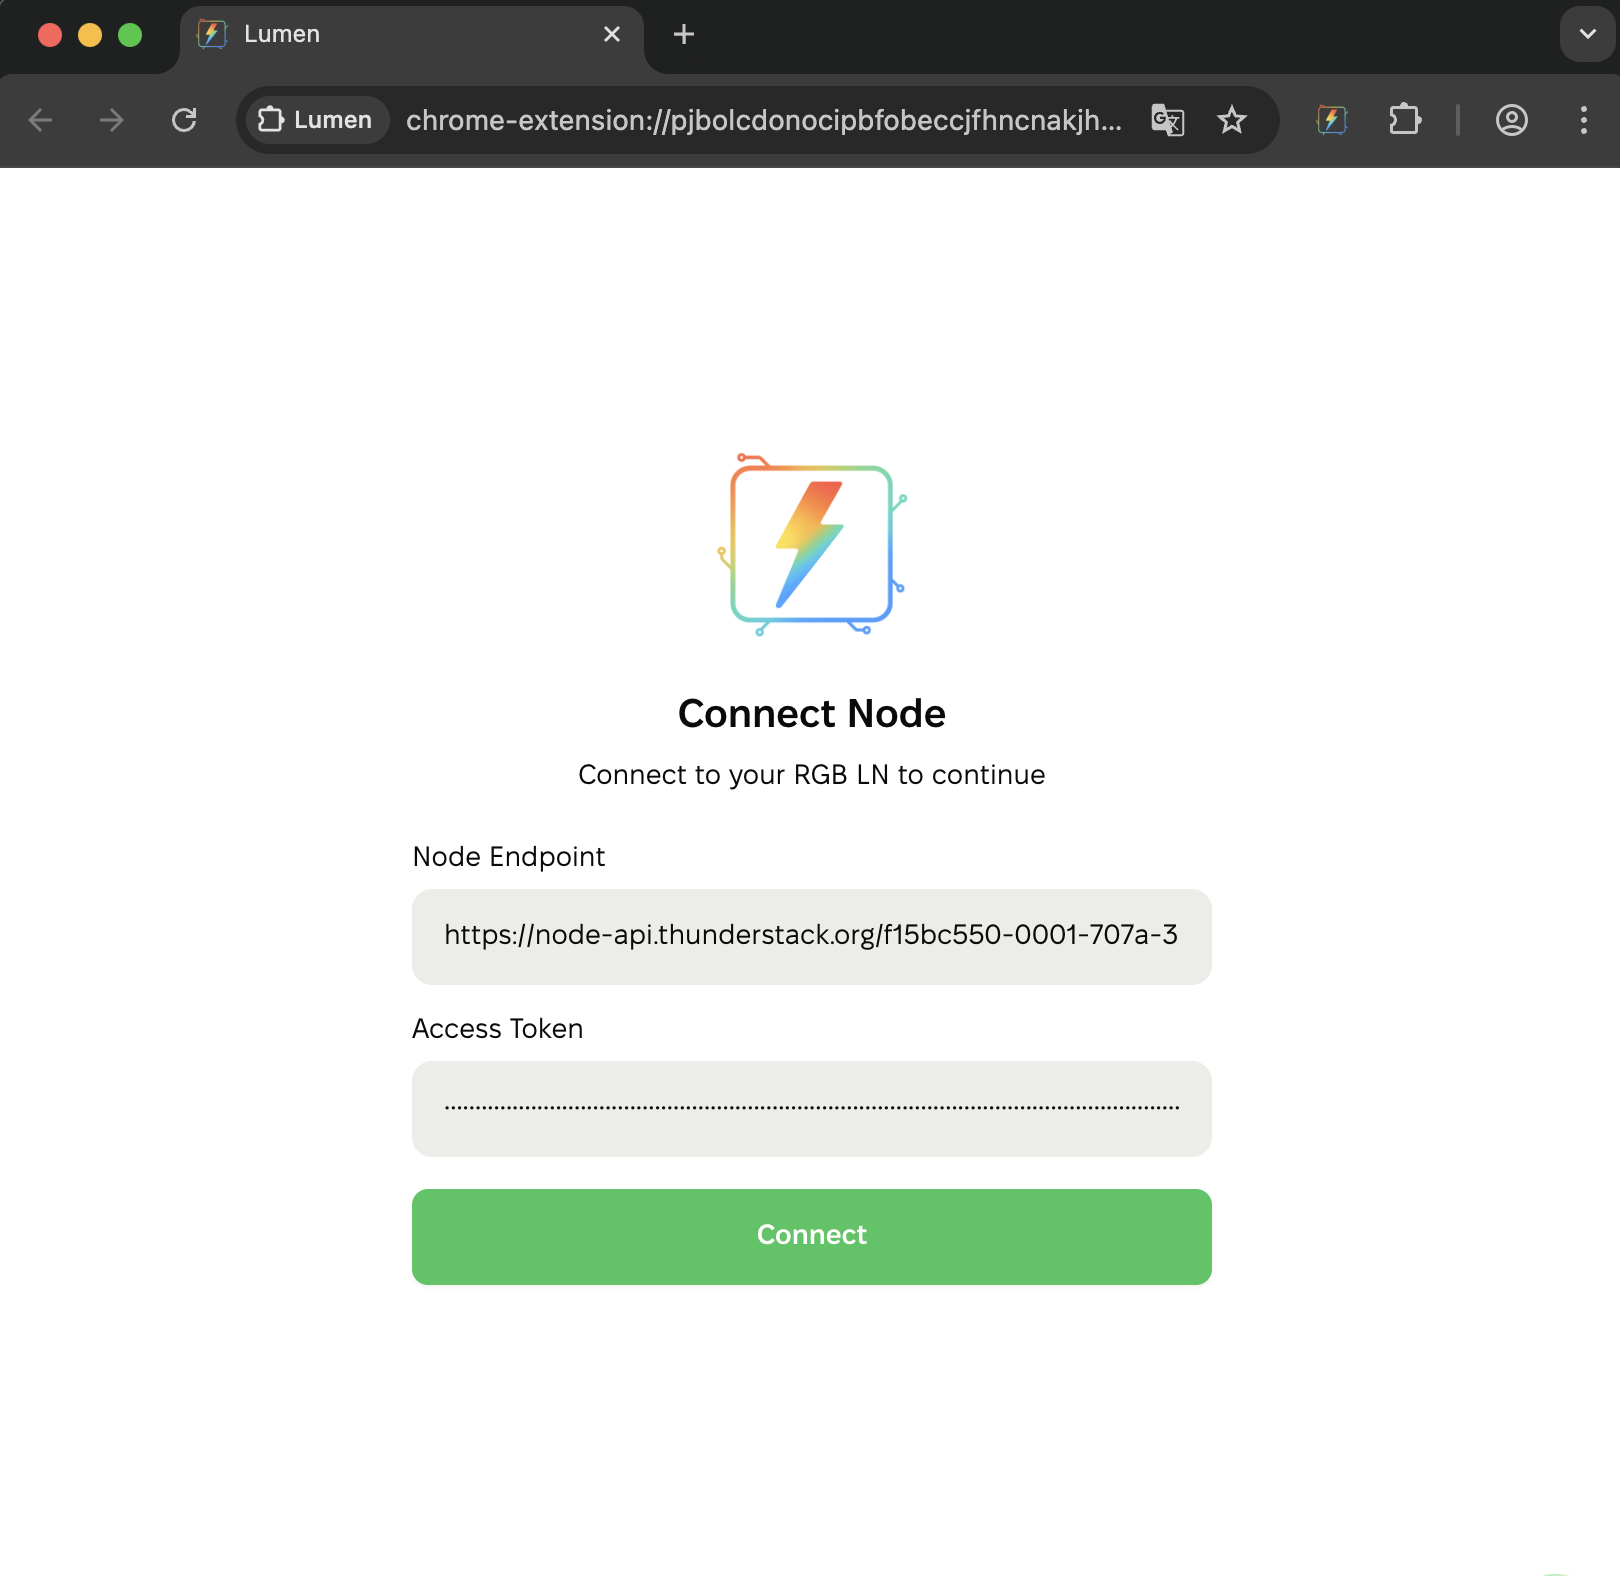 Lumen
Lumen chrome-extension://pjbolcdonocipbfobeccjfhncnakjh...
Connect Node
Connect to your RGB LN to continue
Node Endpoint
https://node-api.thunderstack.org/f15bc550-0001-707a-3
Access Token
Connect